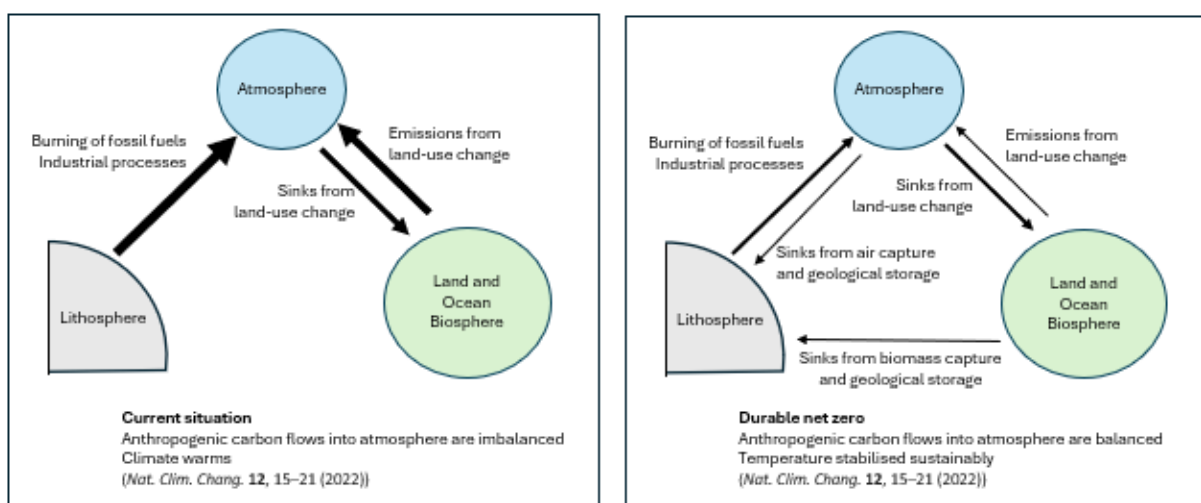 Atmosphere
Burning of fossil fuels
Industrial processes
Emissions from
land-use change
Sinks from
land-use change
Lithosphere
Land and
Ocean
Biosphere
Current situation
Anthropogenic carbon flows into atmosphere are imbalanced
Climate warms
(Nat. Clim. Chang. 12, 15–21 (2022))
Atmosphere
Burning of fossil fuels
Industrial processes
Emissions from
land-use change
Sinks from
land-use change
Sinks from air capture
and geological storage
Lithosphere
Land and
Ocean
Biosphere
Sinks from biomass capture
and geological storage
Durable net zero
Anthropogenic carbon flows into atmosphere are balanced
Temperature stabilised sustainably
(Nat. Clim. Chang. 12, 15–21 (2022))